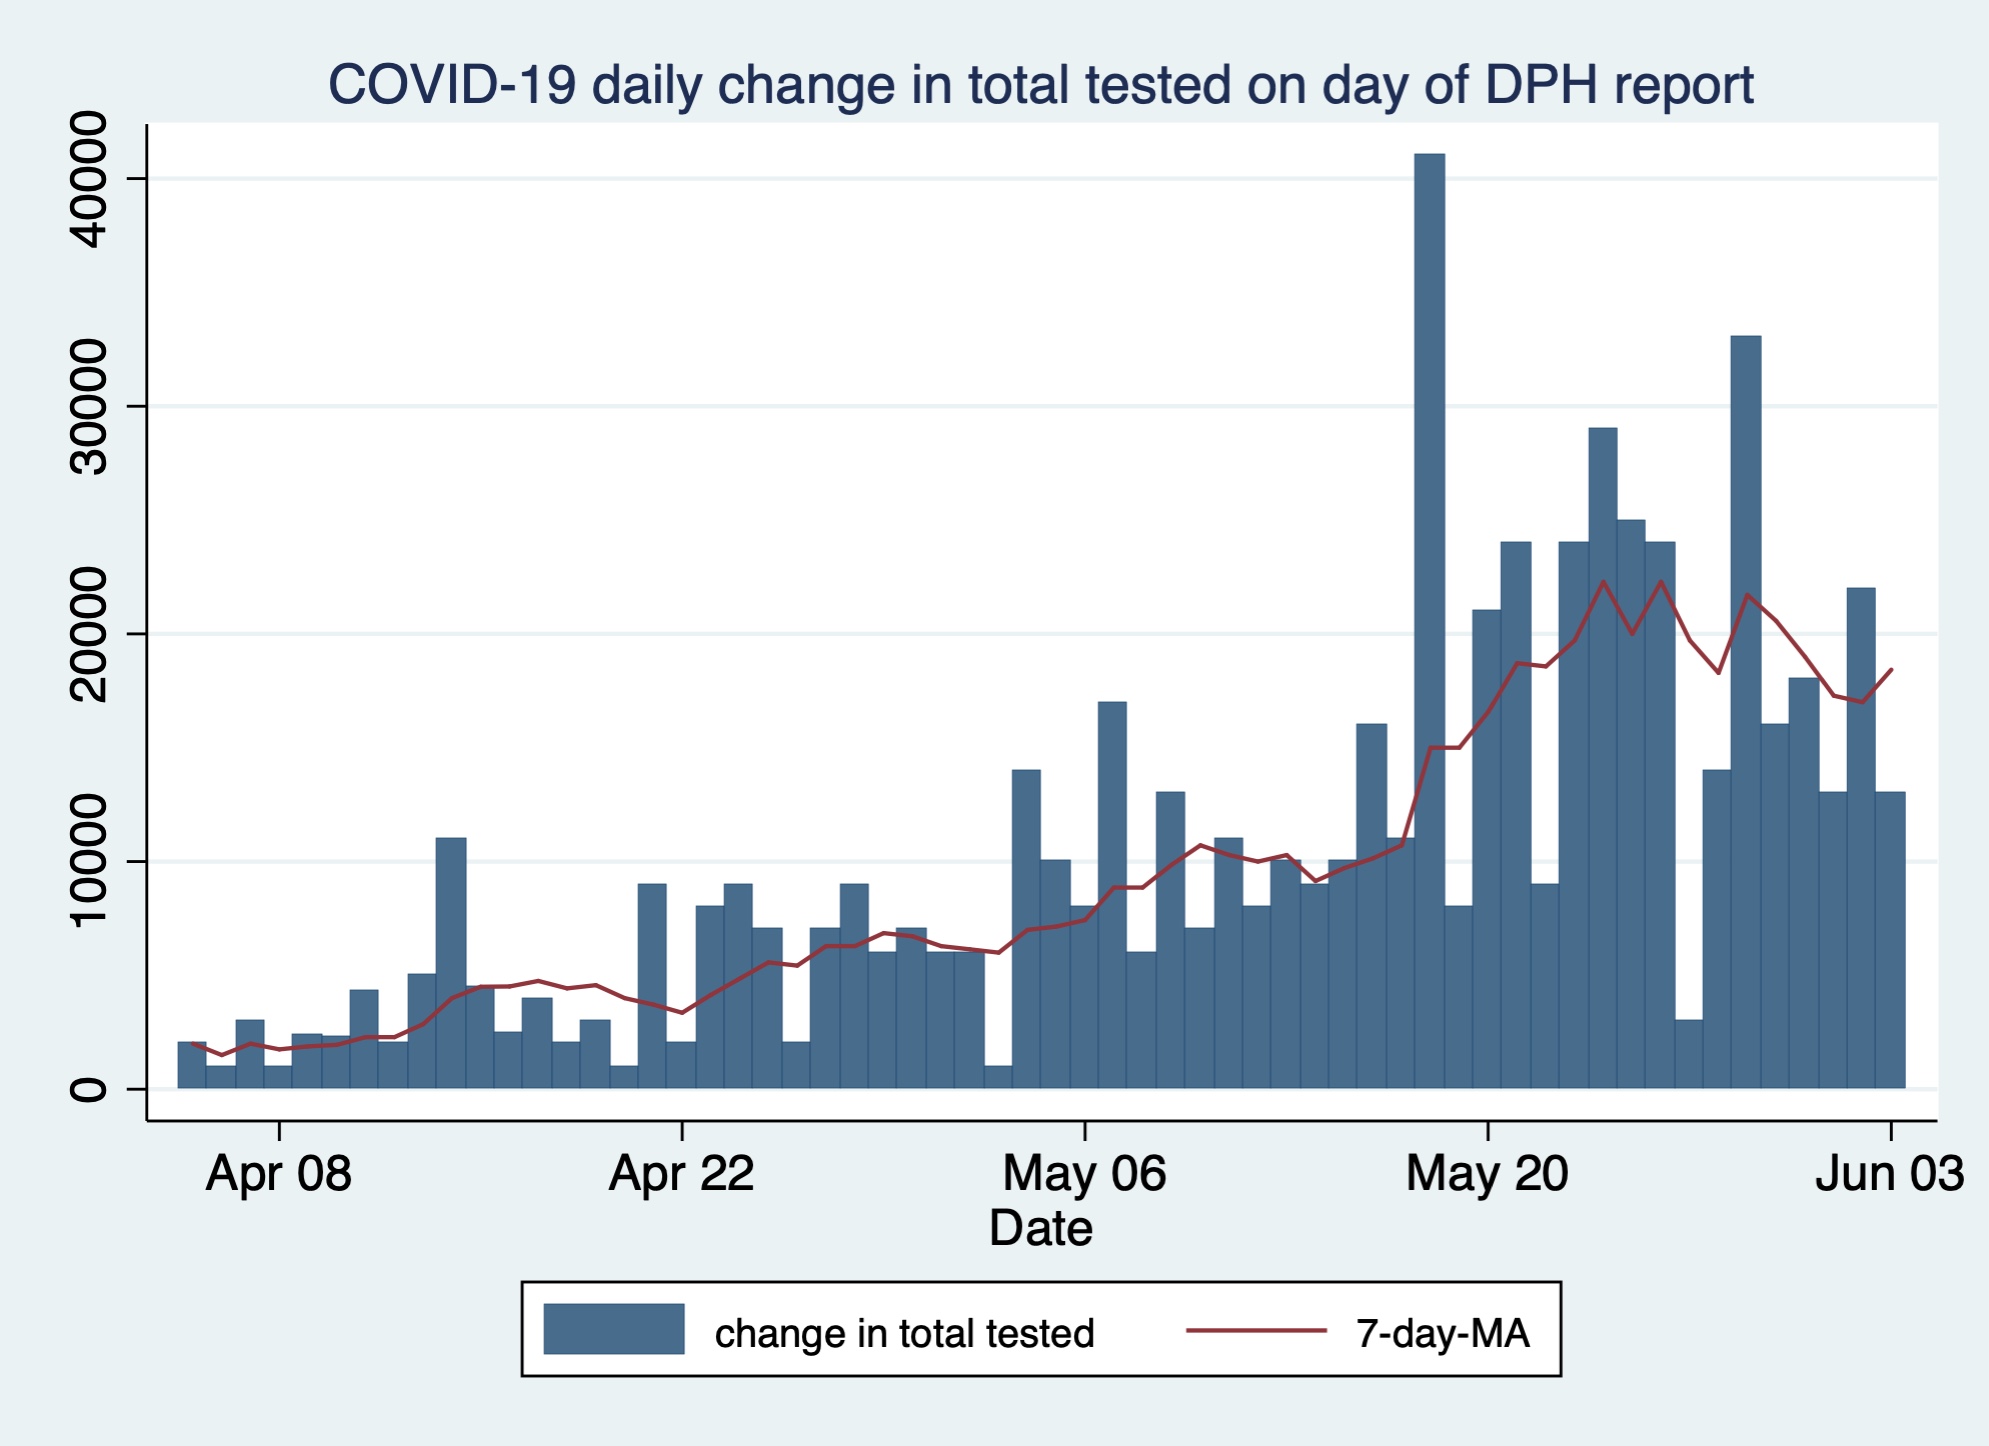 COVID-19 daily change in total tested on day of DPH report
40000
30000
20000
10000
0
Apr 08 Apr 22 May 06 May 20 Jun 03
Date
change in total tested 7-day-MA